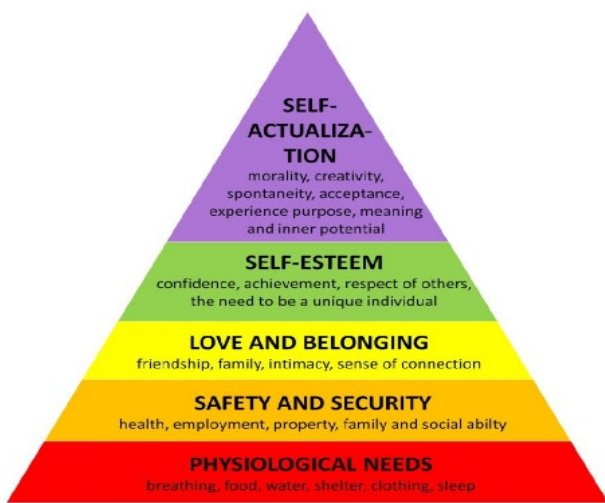 SELF-
ACTUALIZA-
TION
morality, creativity,
spontaneity, acceptance,
experience purpose, meaning
and inner potential
SELF-ESTEEM
confidence, achievement, respect of others,
the need to be a unique individual
LOVE AND BELONGING
friendship, family, intimacy, sense of connection
SAFETY AND SECURITY
health, employment, property, family and social abilty
PHYSIOLOGICAL NEEDS
breathing, food, water, shelter, clothing, sleep